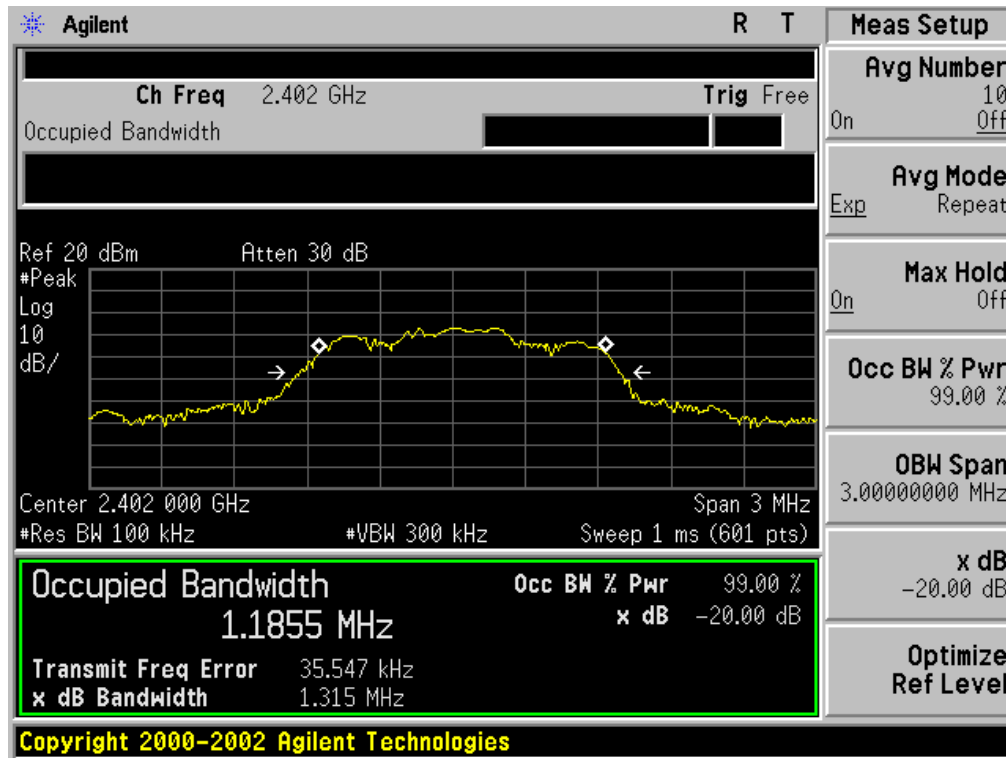 Agilent R T
Meas Setup
Avg Number
10
On Off
Avg Mode
Exp Repeat
Max Hold
On Off
Occ BW % Pwr
99.00 %
OBW Span
3.00000000 MHz
x dB
-20.00 dB
Optimize
Ref Level
Ch Freq 2.402 GHz Trig Free
Occupied Bandwidth
Ref 20 dBm Atten 30 dB
#Peak
Log
10
dB/
Center 2.402 000 GHz Span 3 MHz
#Res BW 100 kHz #VBW 300 kHz Sweep 1 ms (601 pts)
Occupied Bandwidth Occ BW % Pwr 99.00 %
1.1855 MHz x dB -20.00 dB
Transmit Freq Error 35.547 kHz
x dB Bandwidth 1.315 MHz
Copyright 2000-2002 Agilent Technologies